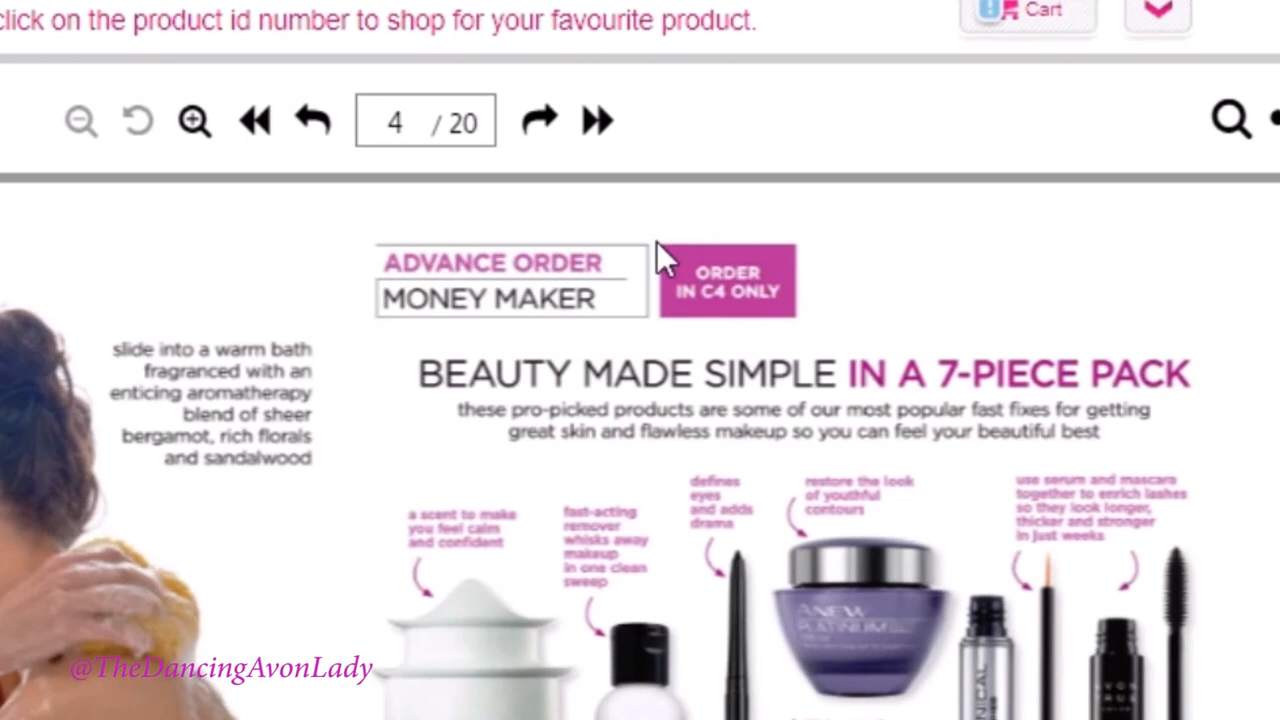 click on the product id number to shop for your favourite product.
Cart
4 / 20
ADVANCE ORDER
MONEY MAKER
ORDER
IN C4 ONLY
slide into a warm bath
fragranced with an
enticing aromatherapy
blend of sheer
bergamot, rich florals
and sandalwood
BEAUTY MADE SIMPLE IN A 7-PIECE PACK
these pro-picked products are some of our most popular fast fixes for getting
great skin and flawless makeup so you can feel your beautiful best
a scent to make
you feel calm
and confident
fast-acting
remover
whisks away
makeup
in one clean
sweep
defines
eyes
and adds
drama
restore the look
of youthful
contours
use serum and mascara
together to enrich lashes
so they look longer,
thicker and stronger
in just weeks
ANEW
PLATINUM
@TheDancingAvonLady